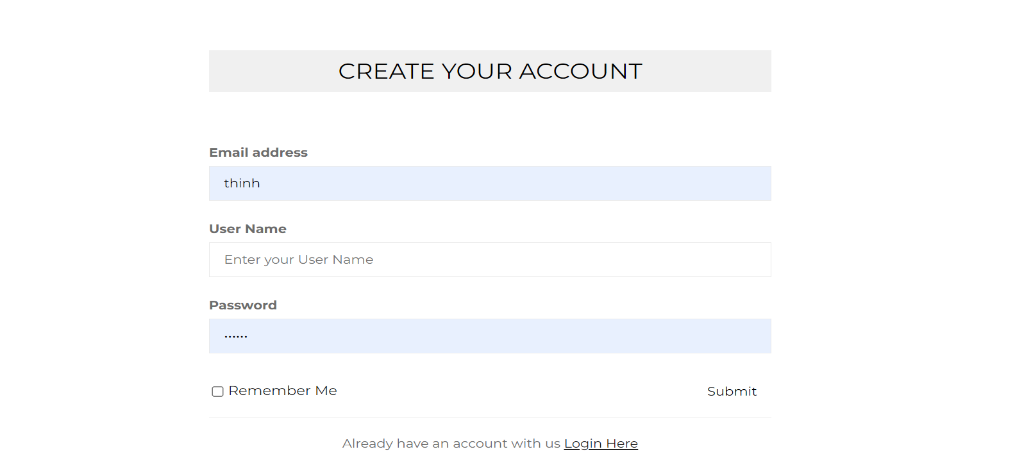 CREATE YOUR ACCOUNT
Email address
thinh
User Name
Enter your User Name
Password
••••••
Remember Me
Submit
Already have an account with us Login Here